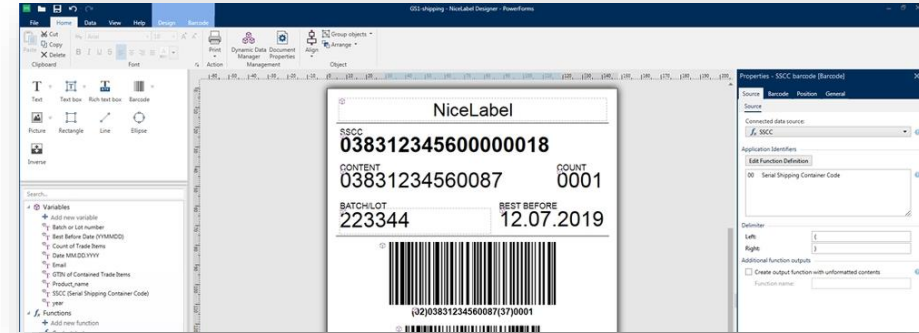 GS1-shipping - NiceLabel Designer - PowerForms
File Home Data View Help Design Barcode
Cut
Copy
Paste
Delete
Clipboard
Font
Print
Action
Dynamic Data Manager
Document Properties
Management
Align
Group objects
Arrange
Object
Text Text box Rich text box Barcode
Picture Rectangle Line Ellipse
Inverse
Search...
Variables
Add new variable
Batch or Lot number
Best Before Date (YYMMDD)
Count of Trade Items
Date MM.DD.YYYY
Email
GTIN of Contained Trade Items
Product_name
SSCC (Serial Shipping Container Code)
year
Functions
Add new function
NiceLabel
SSCC
038312345600000018
CONTENT COUNT
03831234560087 0001
BATCH/LOT BEST BEFORE
223344 12.07.2019
(02)03831234560087(37)0001
Properties - SSCC barcode [Barcode]
Source Barcode Position General
Source
Connected data source:
SSCC
Application Identifiers
Edit Function Definition
00 Serial Shipping Container Code
Delimiter
Left: (
Right: )
Additional function outputs
Create output function with unformatted contents
Function name: